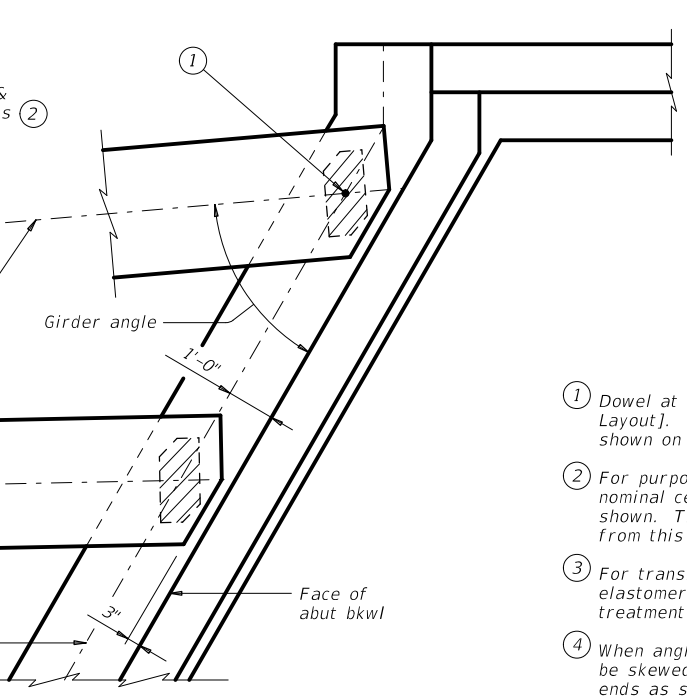 1
&
s 2
Girder angle
1'-0"
3"
Face of
abut bkwl
1 Dowel at
Layout].
shown on
2 For purpo
nominal ce
shown. T
from this
3 For trans
elastomer
treatment
4 When angl
be skewed
ends as s